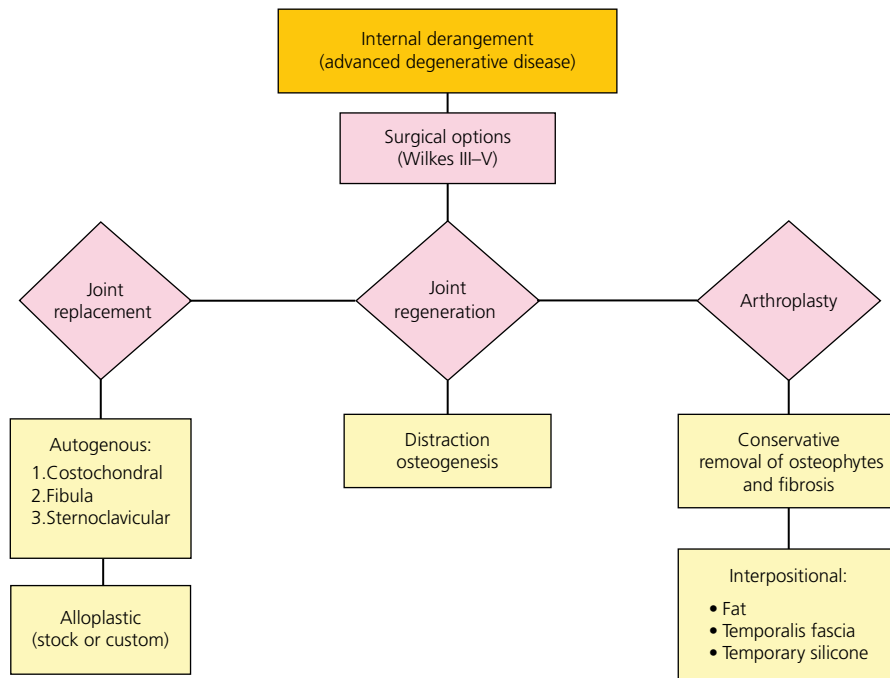 Internal derangement
(advanced degenerative disease)
Surgical options
(Wilkes III–V)
Joint
replacement
Joint
regeneration
Arthroplasty
Autogenous:
1.Costochondral
2.Fibula
3.Sternoclavicular
Distraction
osteogenesis
Conservative
removal of osteophytes
and fibrosis
Alloplastic
(stock or custom)
Interpositional:
• Fat
• Temporalis fascia
• Temporary silicone